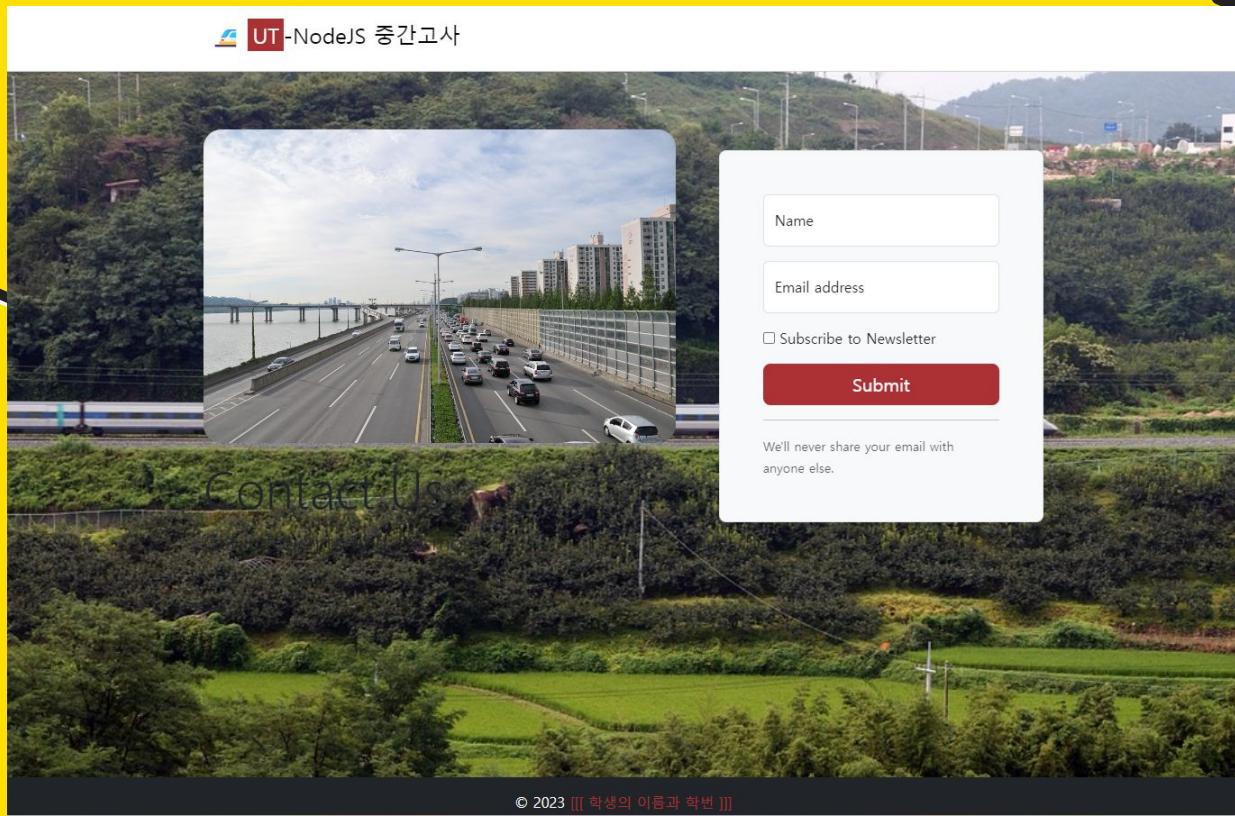 UT-NodeJS 중간고사
Name
Email address
Subscribe to Newsletter
Submit
We'll never share your email with
anyone else.
Contact Us
© 2023 [[[ 학생의 이름과 학번 ]]]